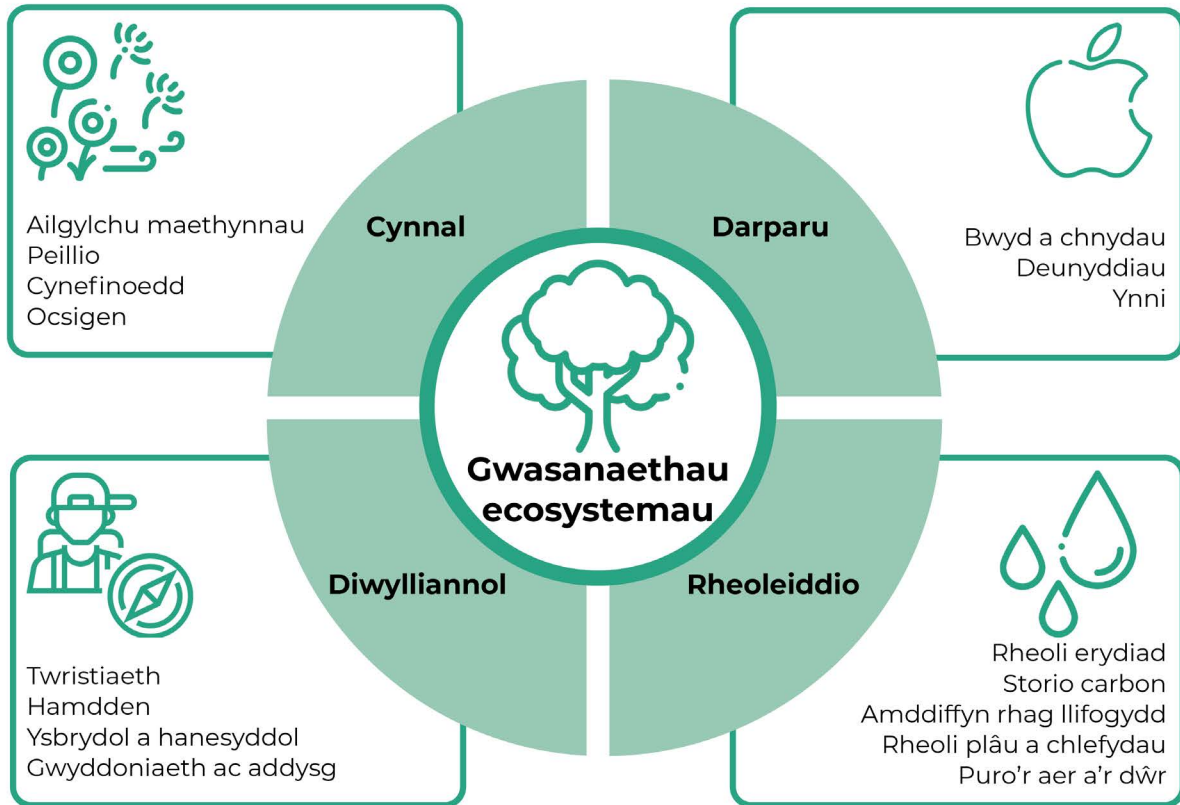 Cynnal
Ailgylchu maethynnau
Peillio
Cynefinoedd
Ocsigen
Darparu
Bwyd a chnydau
Deunyddiau
Ynni
Gwasanaethau
ecosystemau
Diwylliannol
Twristiaeth
Hamdden
Ysbrydol a hanesyddol
Gwyddoniaeth ac addysg
Rheoleiddio
Rheoli erydiad
Storio carbon
Amddiffyn rhag llifogydd
Rheoli plâu a chlefydau
Puro’r aer a’r dŵr